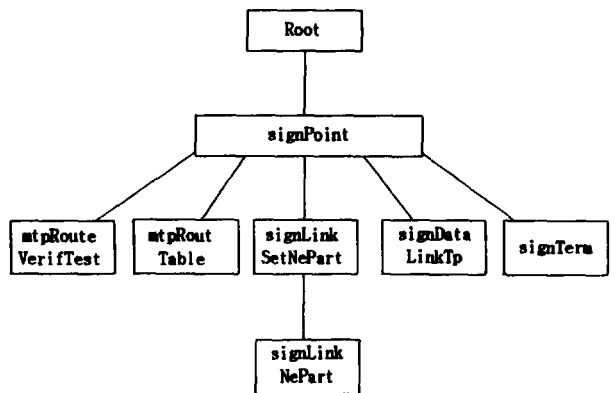 Root
signPoint
mtpRoute
VerifTest
mtpRout
Table
signLink
SetNePart
signData
LinkTp
signTerm
signLink
NePart